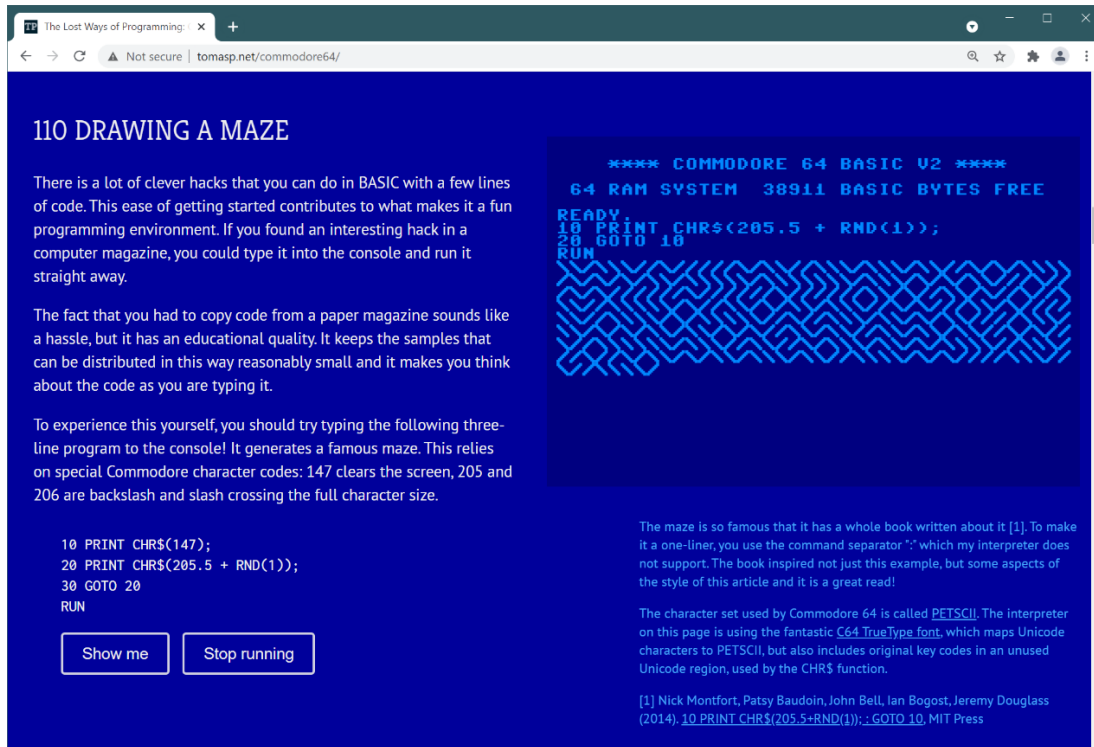 The Lost Ways of Programming: C
Not secure | tomasp.net/commodore64/
110 DRAWING A MAZE
There is a lot of clever hacks that you can do in BASIC with a few lines
of code. This ease of getting started contributes to what makes it a fun
programming environment. If you found an interesting hack in a
computer magazine, you could type it into the console and run it
straight away.
The fact that you had to copy code from a paper magazine sounds like
a hassle, but it has an educational quality. It keeps the samples that
can be distributed in this way reasonably small and it makes you think
about the code as you are typing it.
To experience this yourself, you should try typing the following three-
line program to the console! It generates a famous maze. This relies
on special Commodore character codes: 147 clears the screen, 205 and
206 are backslash and slash crossing the full character size.
10 PRINT CHR$(147);
20 PRINT CHR$(205.5 + RND(1));
30 GOTO 20
RUN
Show me
Stop running
**** COMMODORE 64 BASIC V2 ****
64 RAM SYSTEM 38911 BASIC BYTES FREE
READY.
10 PRINT CHR$(205.5 + RND(1));
20 GOTO 10
RUN
The maze is so famous that it has a whole book written about it [1]. To make
it a one-liner, you use the command separator ":" which my interpreter does
not support. The book inspired not just this example, but some aspects of
the style of this article and it is a great read!
The character set used by Commodore 64 is called PETSCII. The interpreter
on this page is using the fantastic C64 TrueType font, which maps Unicode
characters to PETSCII, but also includes original key codes in an unused
Unicode region, used by the CHR$ function.
[1] Nick Montfort, Patsy Baudoin, John Bell, Ian Bogost, Jeremy Douglass
(2014). 10 PRINT CHR$(205.5+RND(1)); : GOTO 10, MIT Press